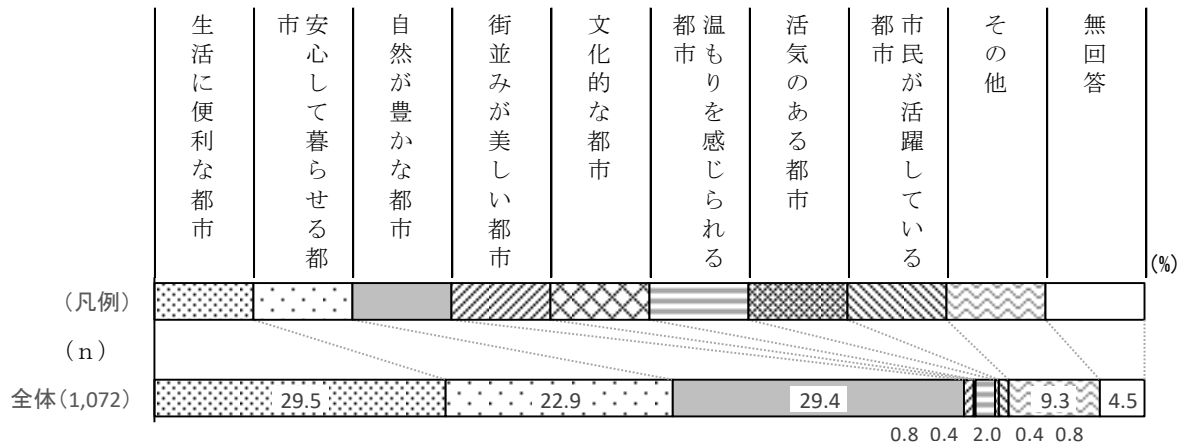 生活に便利な都市
安心して暮らせる都市
自然が豊かな都市
街並みが美しい都市
文化的な都市
温もりを感じられる都市
活気のある都市
市民が活躍している都市
その他
無回答
(%)
(凡例)
(n)
全体(1,072)
29.5
22.9
29.4
9.3
4.5
0.8 0.4 2.0 0.4 0.8